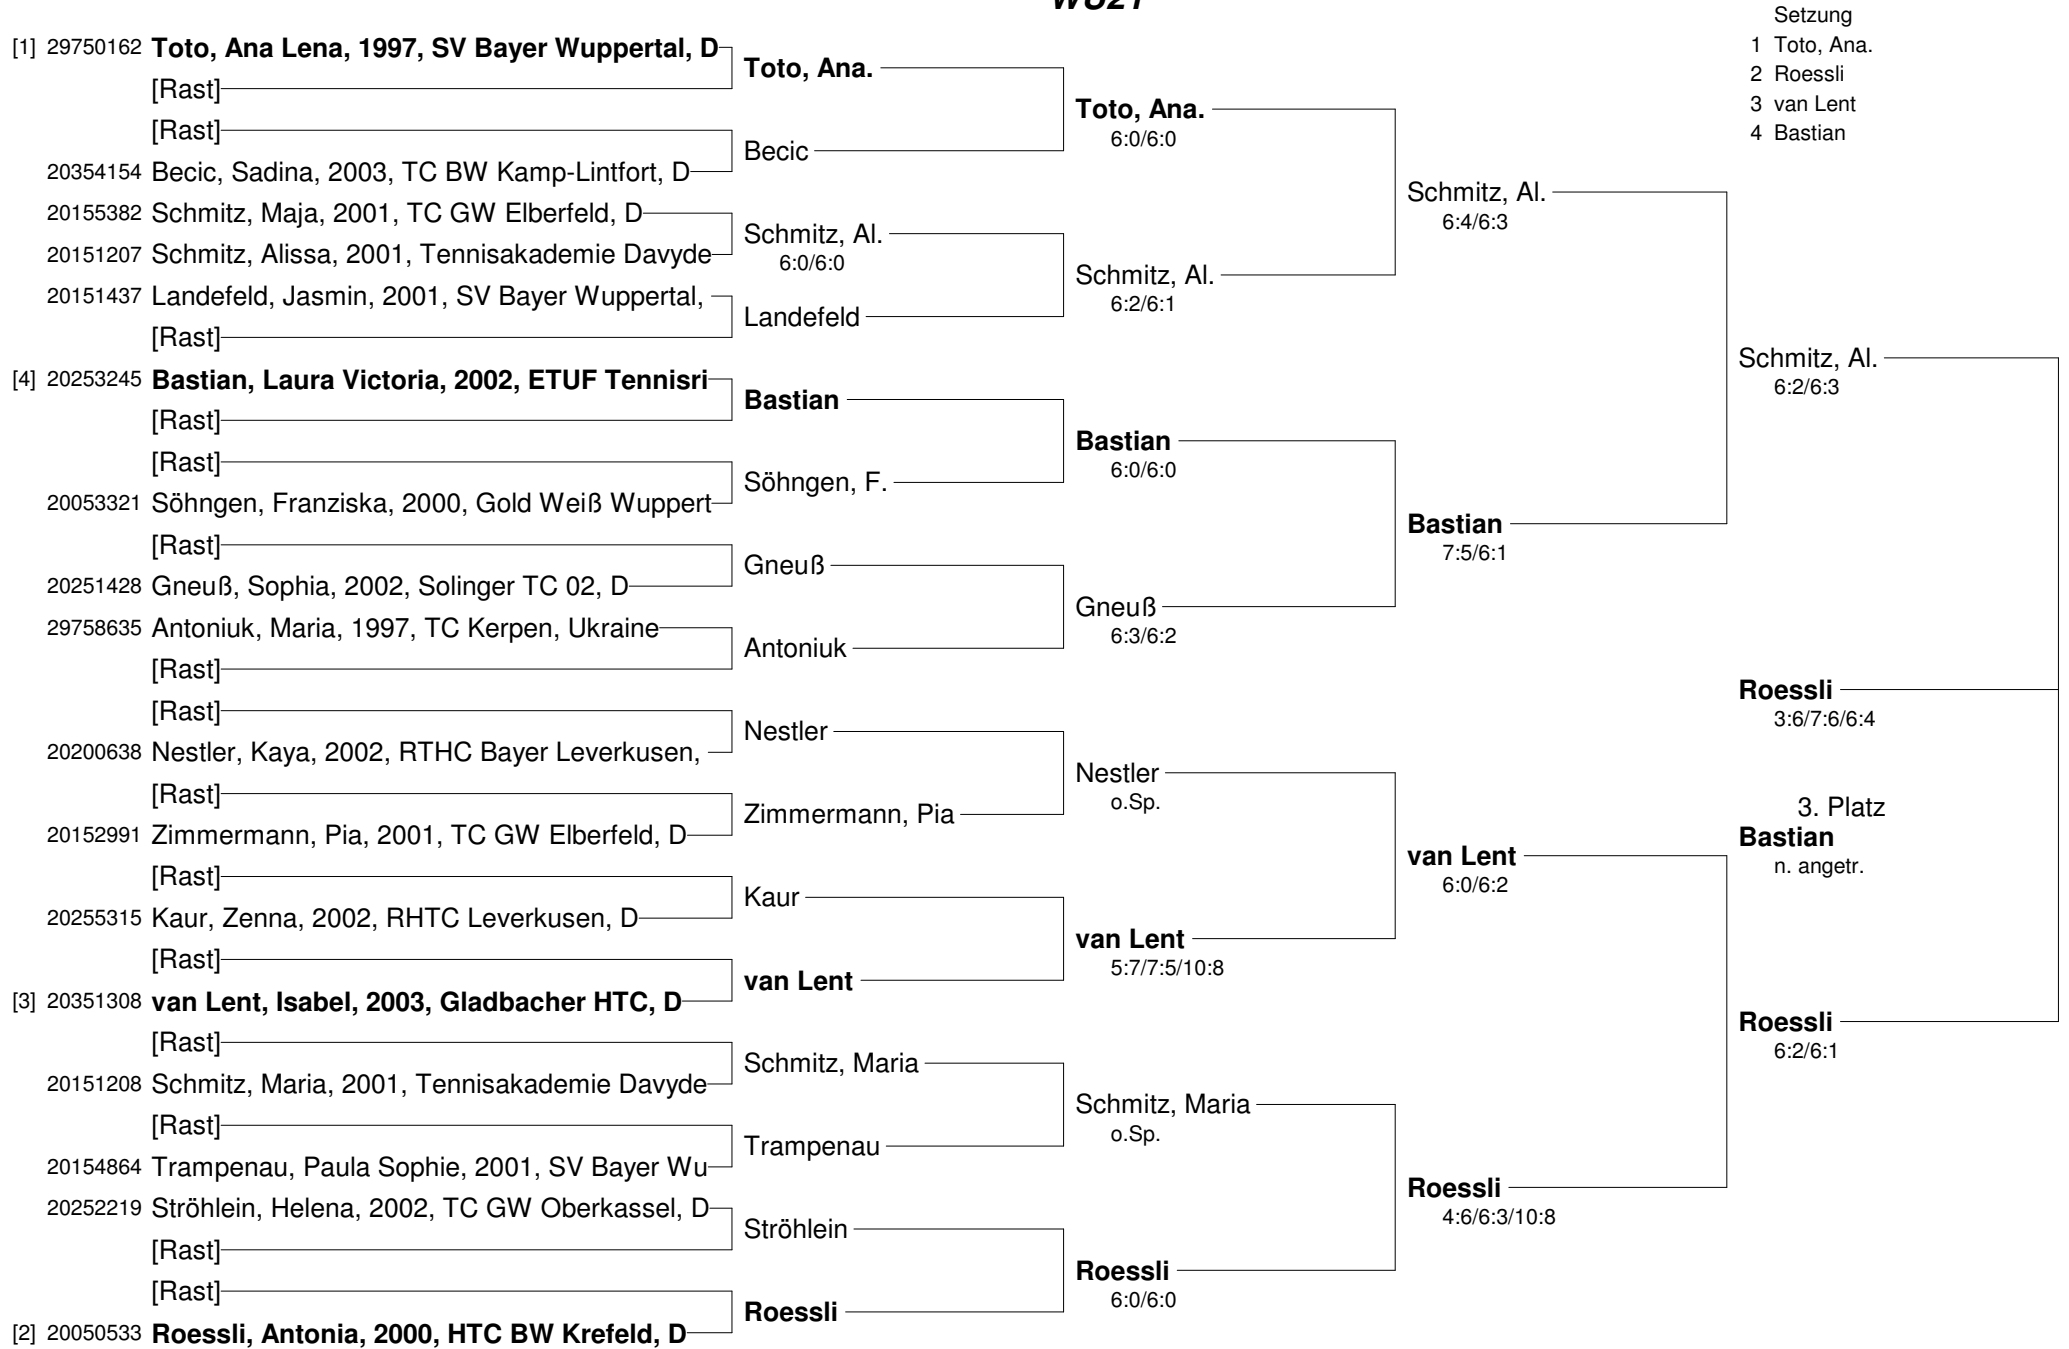 WU21
Setzung
1 Toto, Ana.
2 Roessli
3 van Lent
4 Bastian
[1] 29750162 Toto, Ana Lena, 1997, SV Bayer Wuppertal, D
[Rast]
[Rast]
20354154 Becic, Sadina, 2003, TC BW Kamp-Lintfort, D
20155382 Schmitz, Maja, 2001, TC GW Elberfeld, D
20151207 Schmitz, Alissa, 2001, Tennisakademie Davyde
20151437 Landefeld, Jasmin, 2001, SV Bayer Wuppertal,
[Rast]
[4] 20253245 Bastian, Laura Victoria, 2002, ETUF Tennisri
[Rast]
[Rast]
20053321 Söhngen, Franziska, 2000, Gold Weiß Wuppert
[Rast]
20251428 Gneuß, Sophia, 2002, Solinger TC 02, D
29758635 Antoniuk, Maria, 1997, TC Kerpen, Ukraine
[Rast]
[Rast]
20200638 Nestler, Kaya, 2002, RTHC Bayer Leverkusen,
[Rast]
20152991 Zimmermann, Pia, 2001, TC GW Elberfeld, D
[Rast]
20255315 Kaur, Zenna, 2002, RHTC Leverkusen, D
[Rast]
[3] 20351308 van Lent, Isabel, 2003, Gladbacher HTC, D
[Rast]
20151208 Schmitz, Maria, 2001, Tennisakademie Davyde
[Rast]
20154864 Trampenau, Paula Sophie, 2001, SV Bayer Wu
20252219 Ströhlein, Helena, 2002, TC GW Oberkassel, D
[Rast]
[Rast]
[2] 20050533 Roessli, Antonia, 2000, HTC BW Krefeld, D
Toto, Ana.
Becic
Schmitz, Al.
6:0/6:0
Landefeld
Bastian
Söhngen, F.
Gneuß
Antoniuk
Nestler
Zimmermann, Pia
Kaur
van Lent
Schmitz, Maria
Trampenau
Ströhlein
Roessli
Toto, Ana.
6:0/6:0
Schmitz, Al.
6:2/6:1
Bastian
6:0/6:0
Gneuß
6:3/6:2
Nestler
o.Sp.
van Lent
5:7/7:5/10:8
Schmitz, Maria
o.Sp.
Roessli
6:0/6:0
Schmitz, Al.
6:4/6:3
Bastian
7:5/6:1
van Lent
6:0/6:2
Roessli
4:6/6:3/10:8
Schmitz, Al.
6:2/6:3
Roessli
3:6/7:6/6:4
3. Platz
Bastian
n. angetr.
Roessli
6:2/6:1